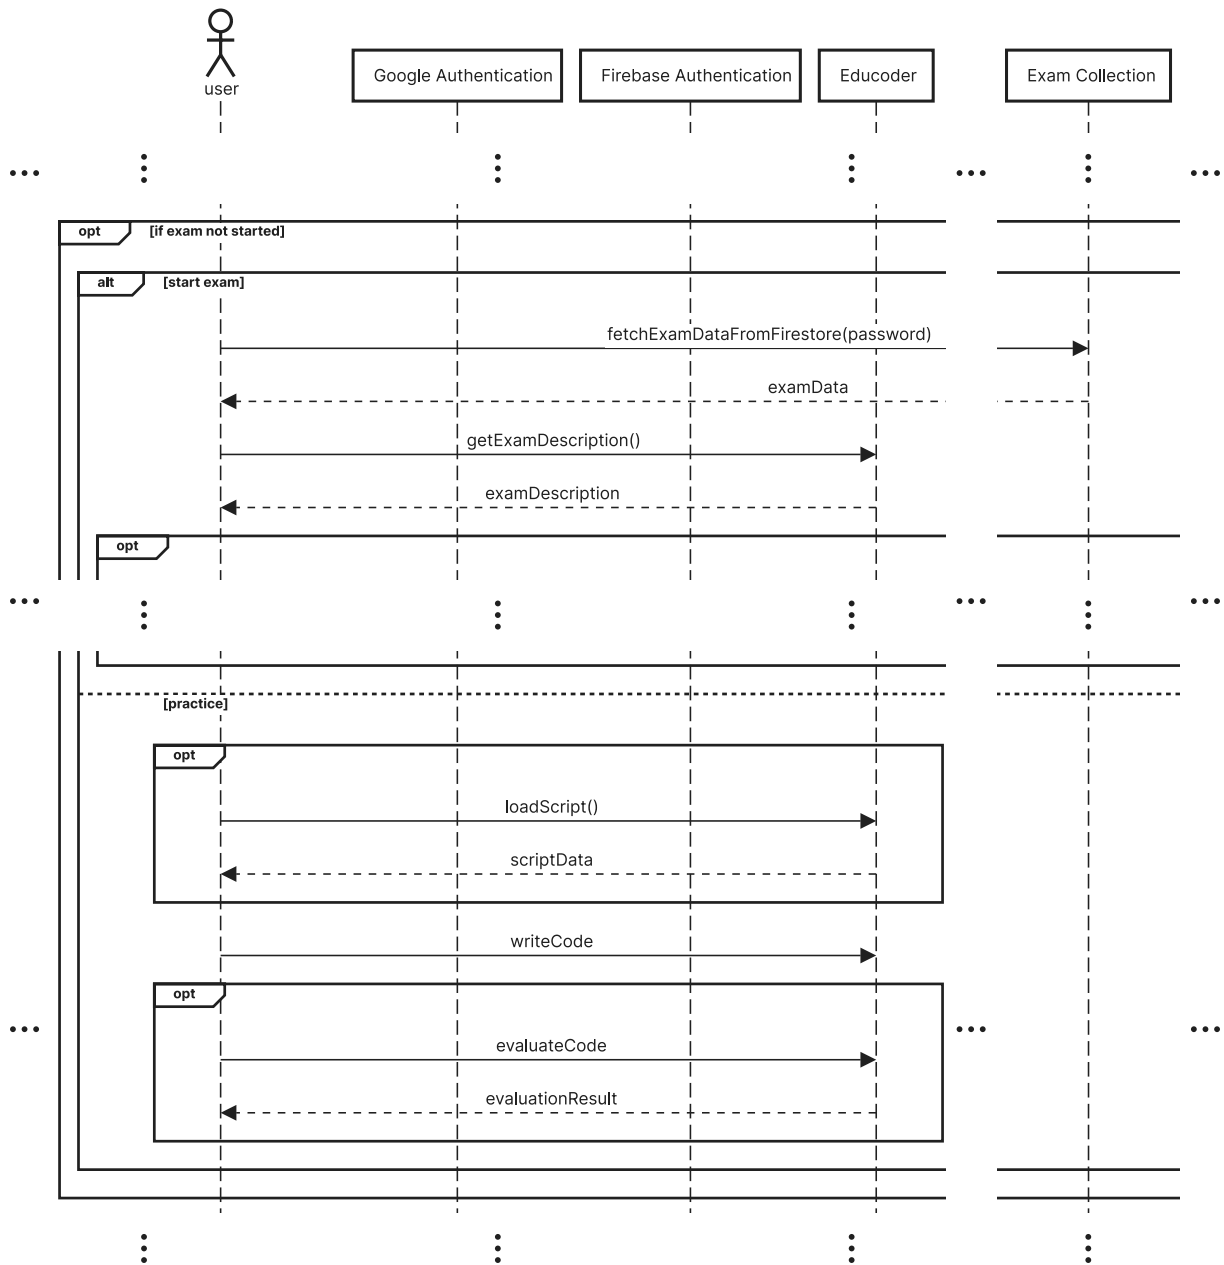 user
Google Authentication
Firebase Authentication
Educoder
Exam Collection
opt
[if exam not started]
alt
[start exam]
fetchExamDataFromFirestore(password)
examData
getExamDescription()
examDescription
opt
[practice]
opt
loadScript()
scriptData
writeCode
opt
evaluateCode
evaluationResult